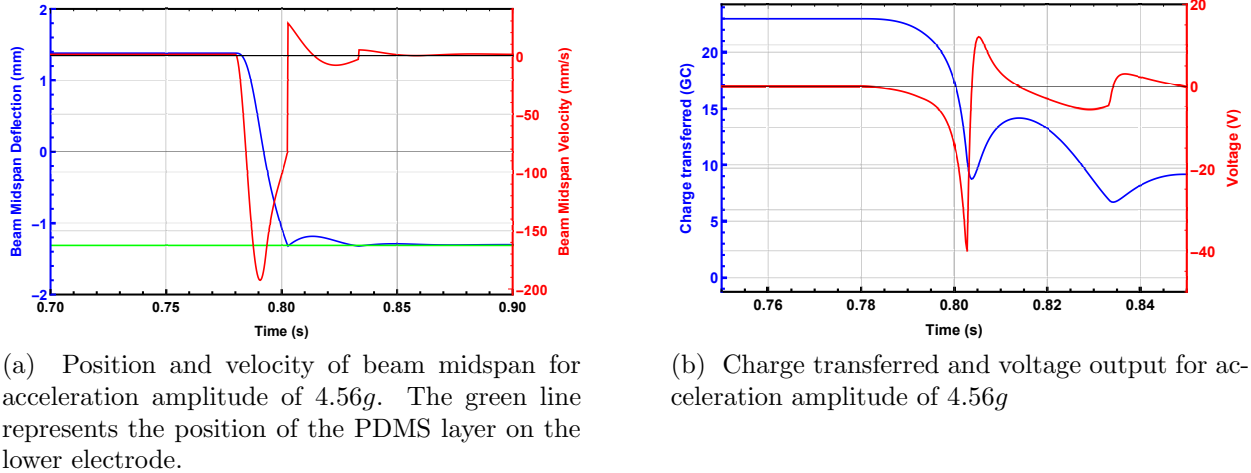 2
1
0
−1
−2
0
−50
−100
−150
−200
0.70
0.75
0.80
0.85
0.90
Beam Midspan Deflection (mm)
Beam Midspan Velocity (mm/s)
Time (s)
(a) Position and velocity of beam midspan for
acceleration amplitude of 4.56g. The green line
represents the position of the PDMS layer on the
lower electrode.
20
15
10
5
0
20
0
−20
−40
0.76
0.78
0.80
0.82
0.84
Charge transferred (GC)
Voltage (V)
Time (s)
(b) Charge transferred and voltage output for ac-
celeration amplitude of 4.56g